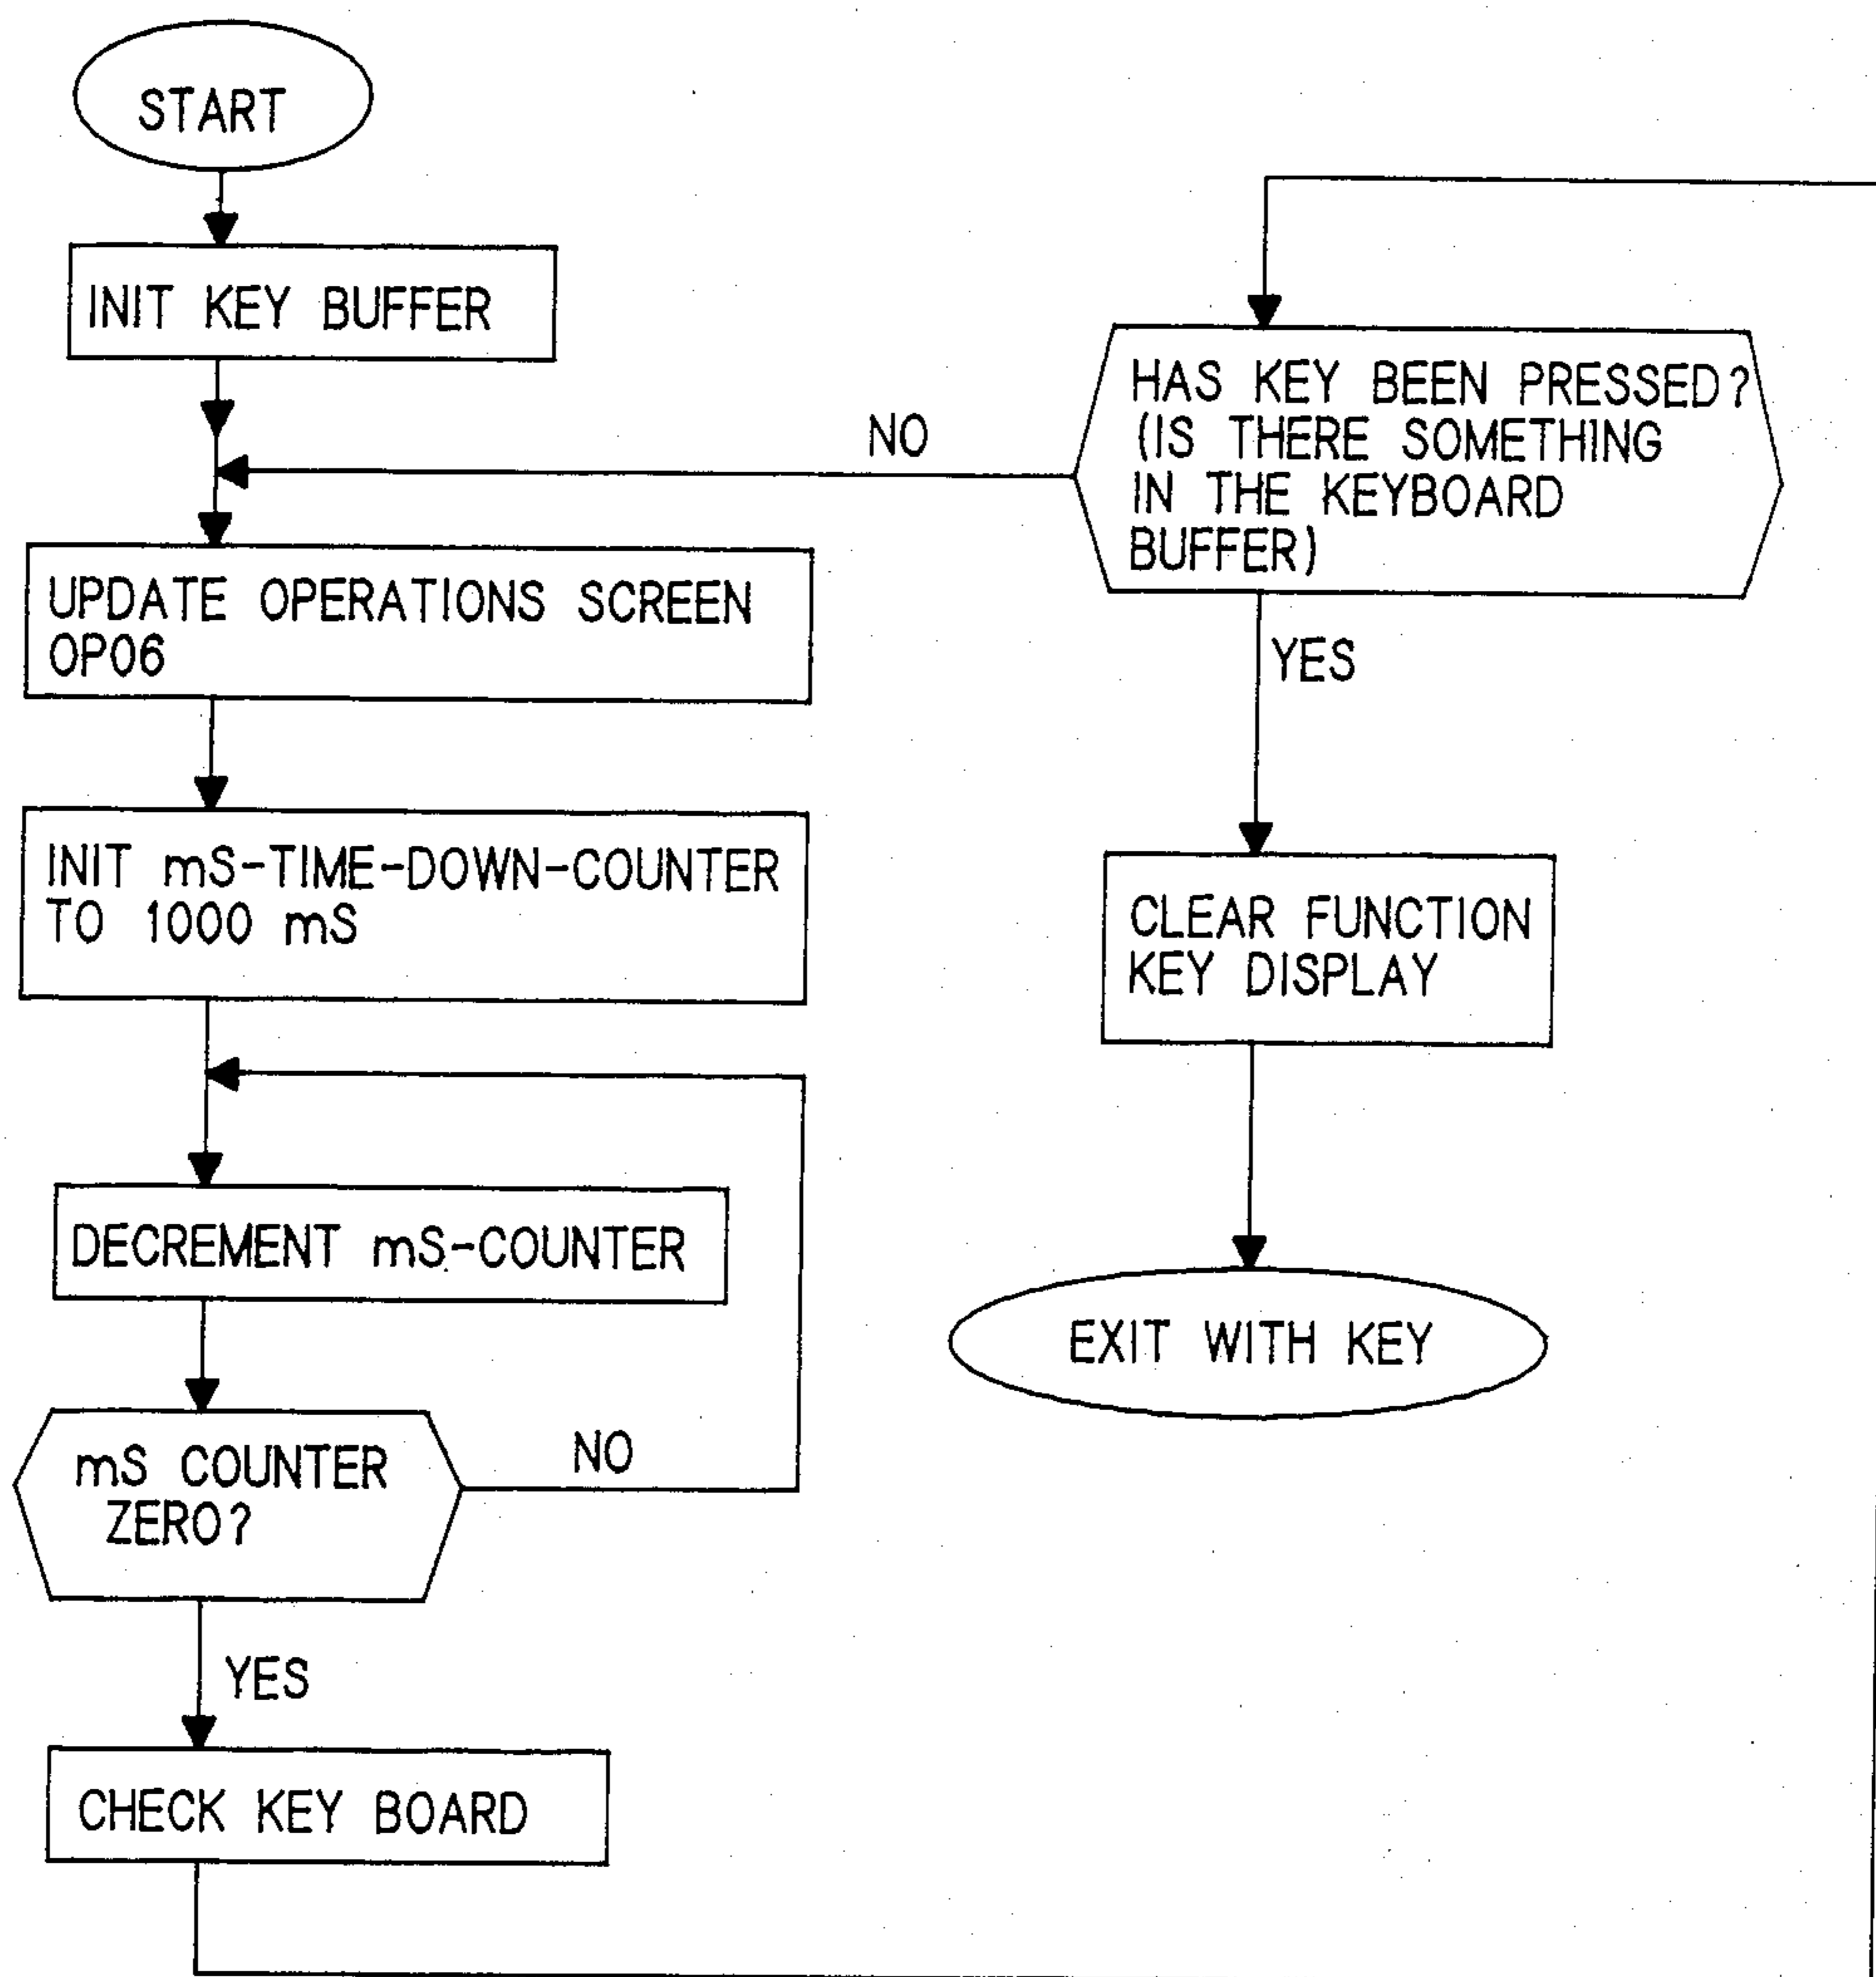 START
INIT KEY BUFFER
UPDATE OPERATIONS SCREEN
OP06
INIT mS-TIME-DOWN-COUNTER
TO 1000 mS
DECREMENT mS-COUNTER
mS COUNTER
ZERO?
NO
YES
CHECK KEY BOARD
HAS KEY BEEN PRESSED?
(IS THERE SOMETHING
IN THE KEYBOARD
BUFFER)
NO
YES
CLEAR FUNCTION
KEY DISPLAY
EXIT WITH KEY